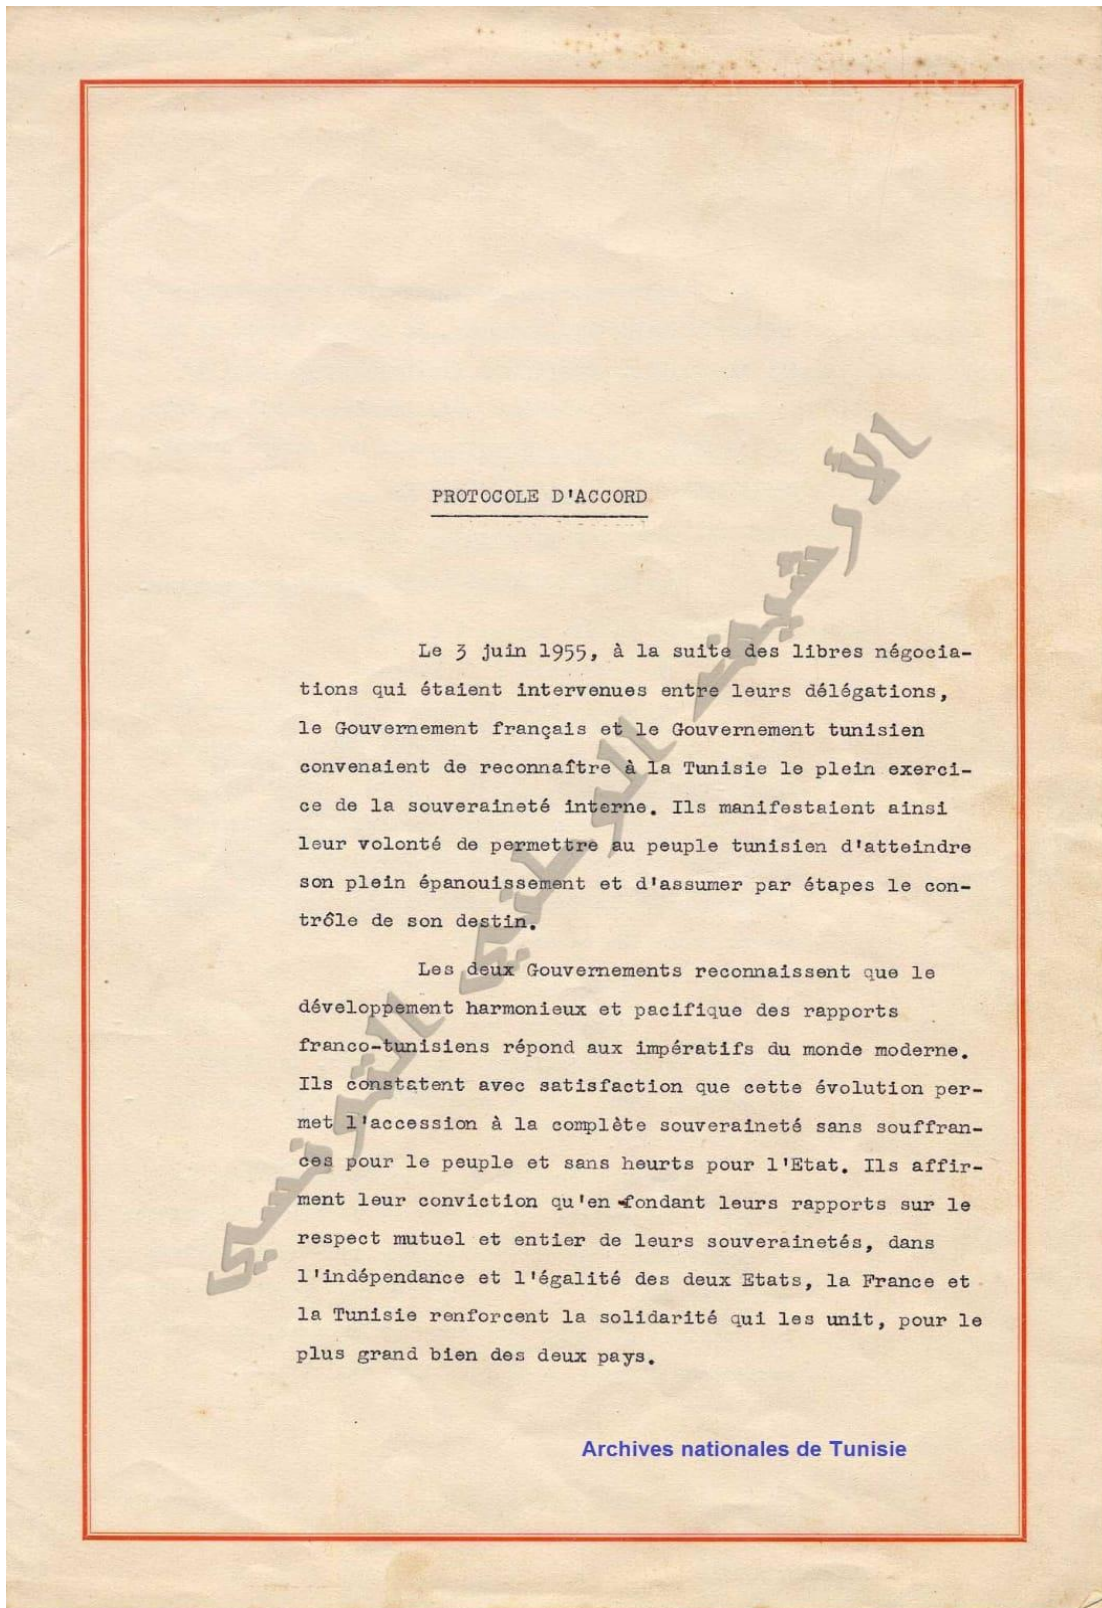 PROTOCOLE D'ACCORD
Le 3 juin 1955, à la suite des libres négocia-
tions qui étaient intervenues entre leurs délégations,
le Gouvernement français et le Gouvernement tunisien
convenaient de reconnaître à la Tunisie le plein exerci-
ce de la souveraineté interne. Ils manifestaient ainsi
leur volonté de permettre au peuple tunisien d'atteindre
son plein épanouissement et d'assumer par étapes le con-
trôle de son destin.
Les deux Gouvernements reconnaissent que le
développement harmonieux et pacifique des rapports
franco-tunisiens répond aux impératifs du monde moderne.
Ils constatent avec satisfaction que cette évolution per-
met l'accession à la complète souveraineté sans souffran-
ces pour le peuple et sans heurts pour l'Etat. Ils affir-
ment leur conviction qu'en fondant leurs rapports sur le
respect mutuel et entier de leurs souverainetés, dans
l'indépendance et l'égalité des deux Etats, la France et
la Tunisie renforcent la solidarité qui les unit, pour le
plus grand bien des deux pays.
الأرشيف الوطني التونسي
Archives nationales de Tunisie